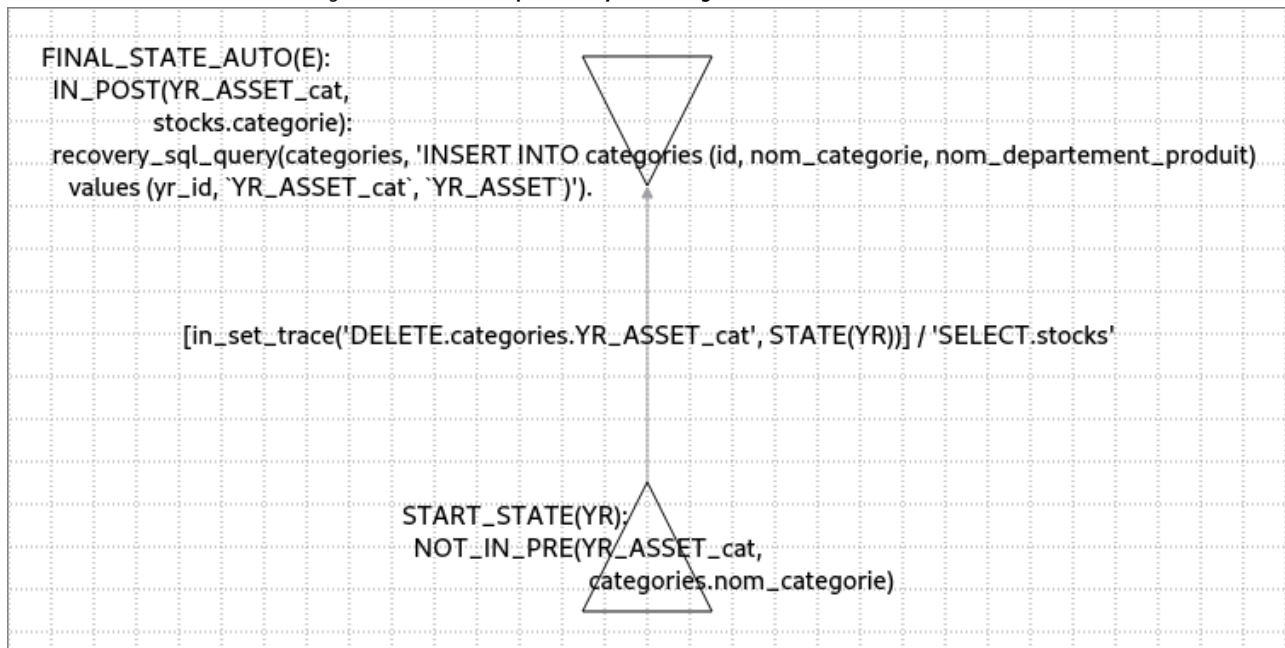 FINAL_STATE_AUTO(E):
IN_POST(YR_ASSET_cat,
stocks.categorie):
recovery_sql_query(categories, 'INSERT INTO categories (id, nom_categorie, nom_departement_produit)
values (yr_id, `YR_ASSET_cat`, `YR_ASSET`)').
[in_set_trace('DELETE.categories.YR_ASSET_cat', STATE(YR))] / 'SELECT.stocks'
START_STATE(YR):
NOT_IN_PRE(YR_ASSET_cat,
categories.nom_categorie)